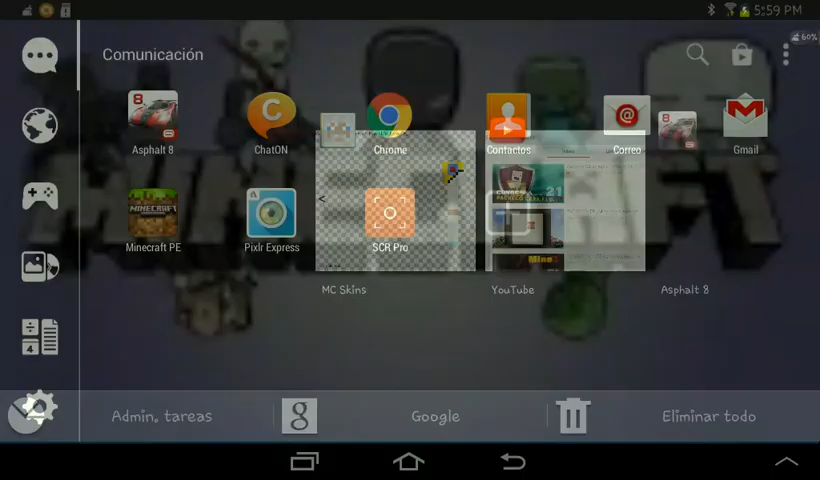 5:59 PM
60%
Comunicación
Asphalt 8
ChatON
Chrome
Contactos
Correo
Gmail
Minecraft PE
Pixlr Express
SCR Pro
MC Skins
YouTube
Asphalt 8
Admin. tareas
Google
Eliminar todo
MINECRAFT